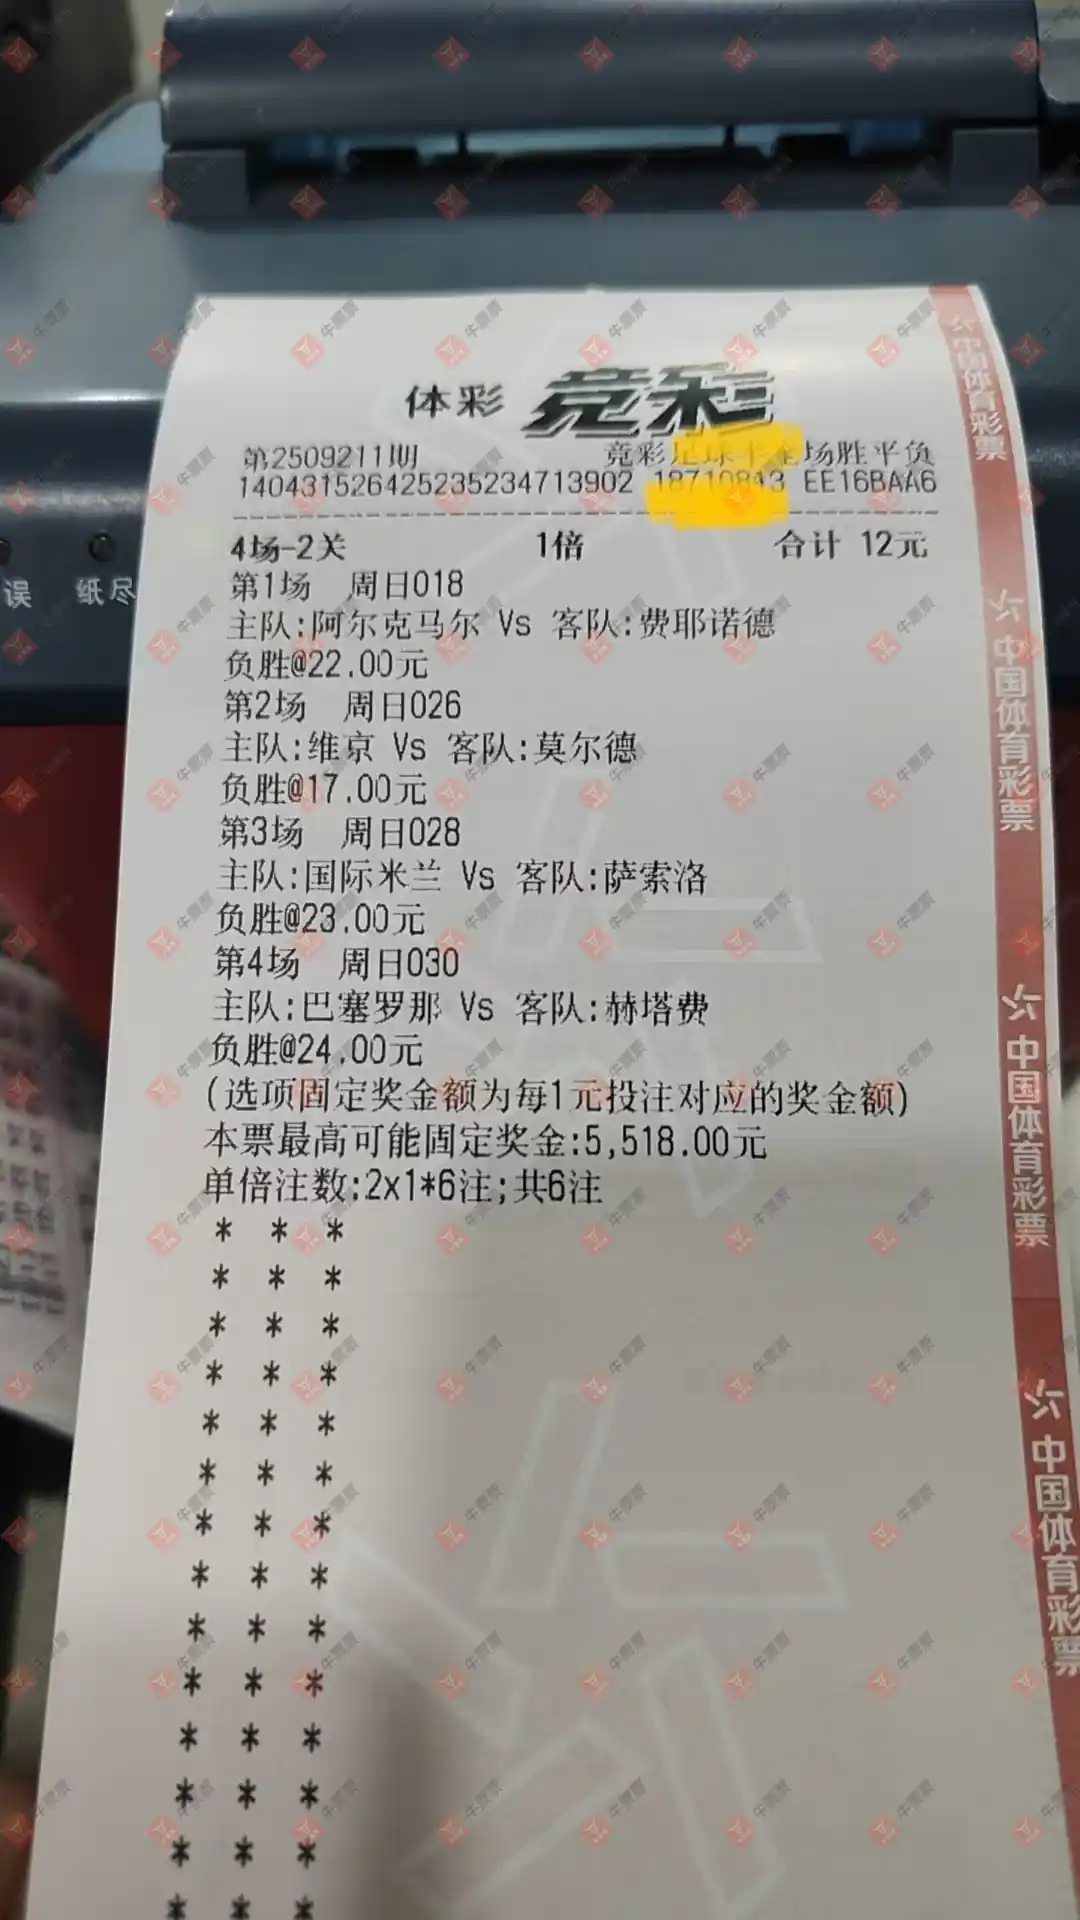 体彩 竞彩
第2509211期 竞彩足球半全场胜平负
140431526425235234713902 18710813 EE16BAA6
4场-2关 1倍 合计 12元
第1场 周日018
主队:阿尔克马尔 Vs 客队:费耶诺德
负胜@22.00元
第2场 周日026
主队:维京 Vs 客队:莫尔德
负胜@17.00元
第3场 周日028
主队:国际米兰 Vs 客队:萨索洛
负胜@23.00元
第4场 周日030
主队:巴塞罗那 Vs 客队:赫塔费
负胜@24.00元
(选项固定奖金额为每1元投注对应的奖金额)
本票最高可能固定奖金:5,518.00元
单倍注数:2x1*6注;共6注
* * *
* * *
* * *
* * *
* * *
* * *
* * *
* * *
* * *
* * *
* * *
* * *
* * *
* * *
中国体育彩票
中国体育彩票
中国体育彩票
中国体育彩票
误 纸尽
牛票票